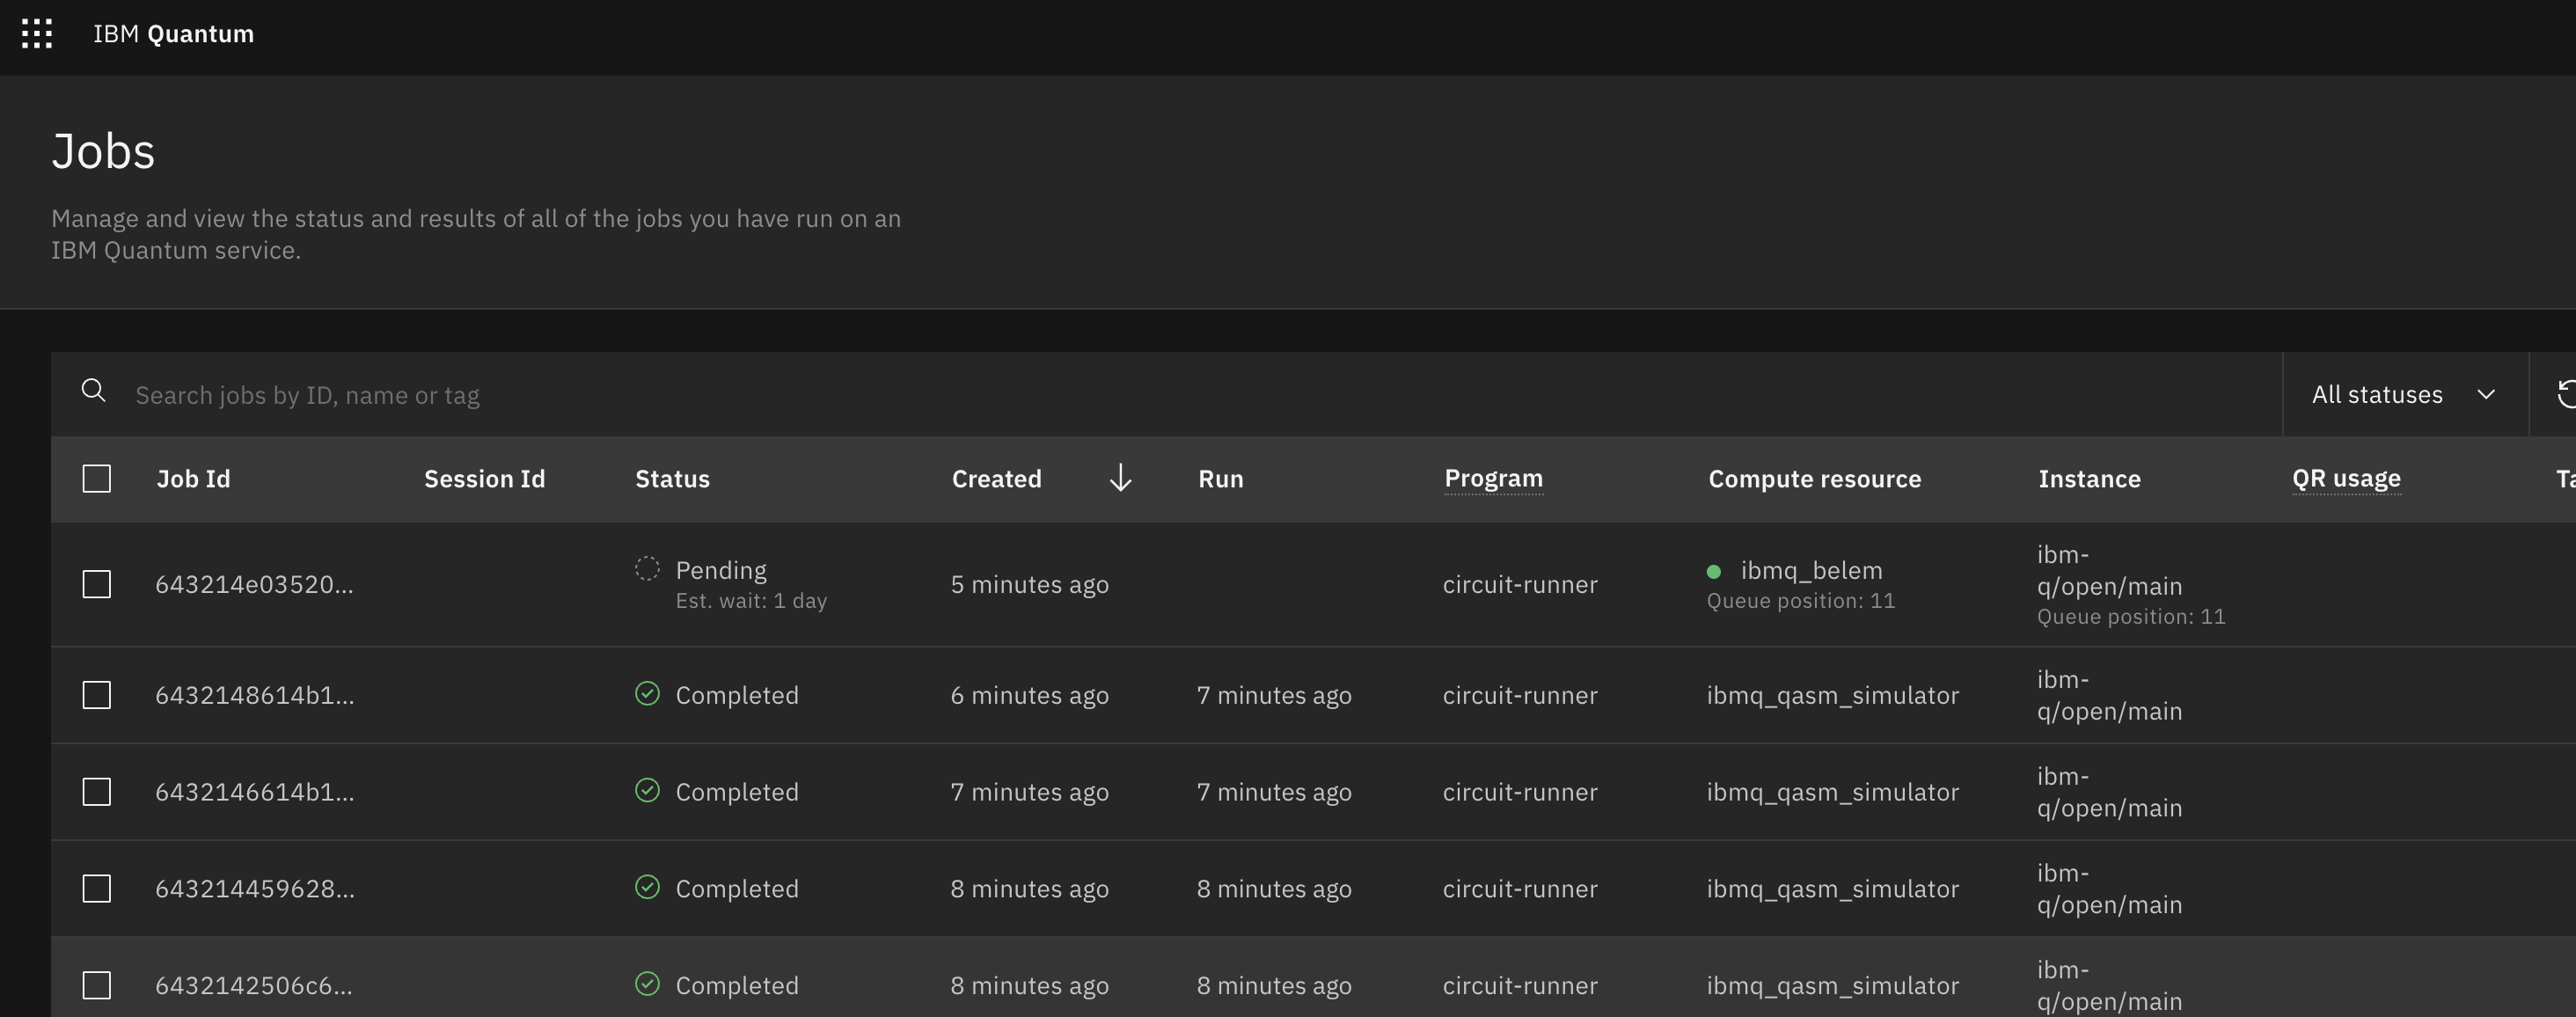 IBM Quantum
Jobs
Manage and view the status and results of all of the jobs you have run on an
IBM Quantum service.
Search jobs by ID, name or tag
All statuses
Job Id Session Id Status Created Run Program Compute resource Instance QR usage Ta
643214e03520... Pending 5 minutes ago circuit-runner ibmq_belem ibm-
q/open/main
Est. wait: 1 day Queue position: 11 Queue position: 11
6432148614b1... Completed 6 minutes ago 7 minutes ago circuit-runner ibmq_qasm_simulator ibm-
q/open/main
6432146614b1... Completed 7 minutes ago 7 minutes ago circuit-runner ibmq_qasm_simulator ibm-
q/open/main
643214459628... Completed 8 minutes ago 8 minutes ago circuit-runner ibmq_qasm_simulator ibm-
q/open/main
6432142506c6... Completed 8 minutes ago 8 minutes ago circuit-runner ibmq_qasm_simulator ibm-
q/open/main